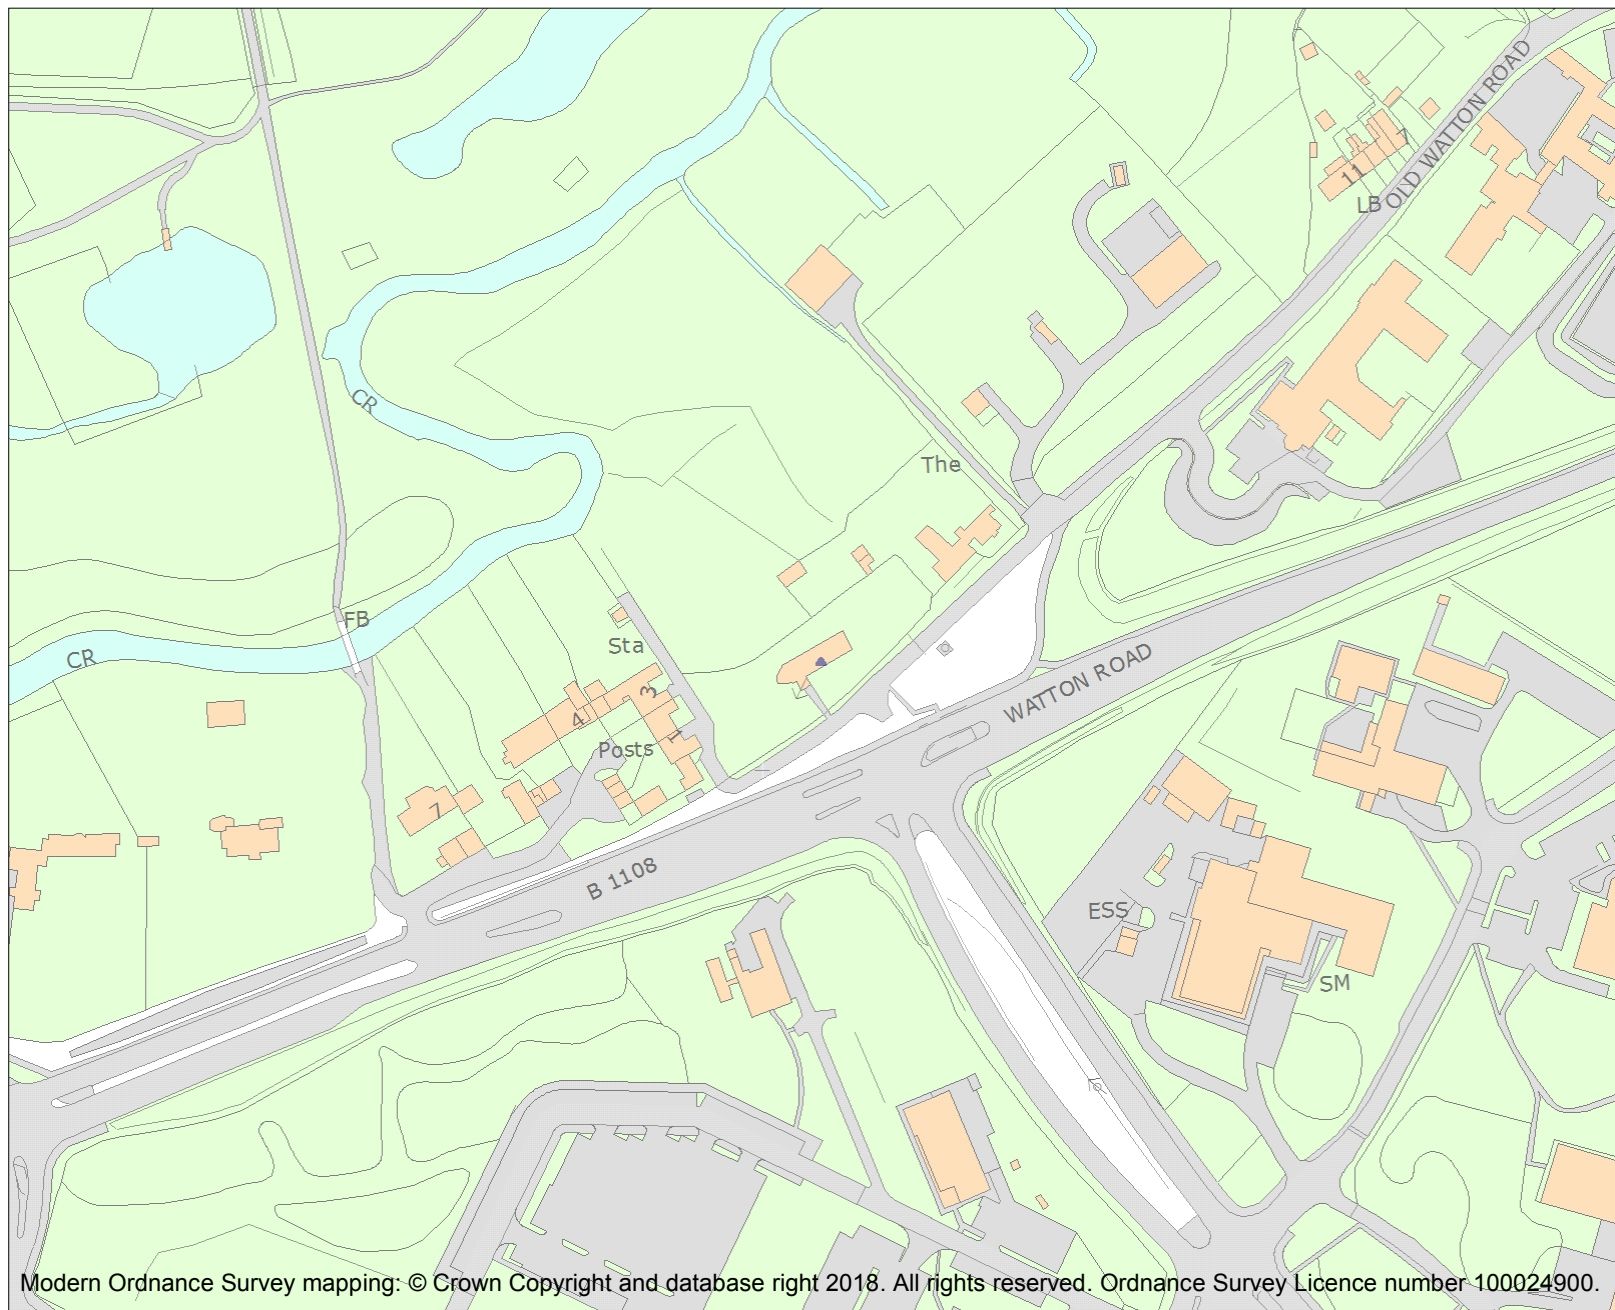 OLD WATTON ROAD
7
11
LB
CR
The
FB
Sta
CR
3
4
WATTON ROAD
1
Posts
7
B 1108
ESS
SM
Modern Ordnance Survey mapping: © Crown Copyright and database right 2018. All rights reserved. Ordnance Survey Licence number 100024900.